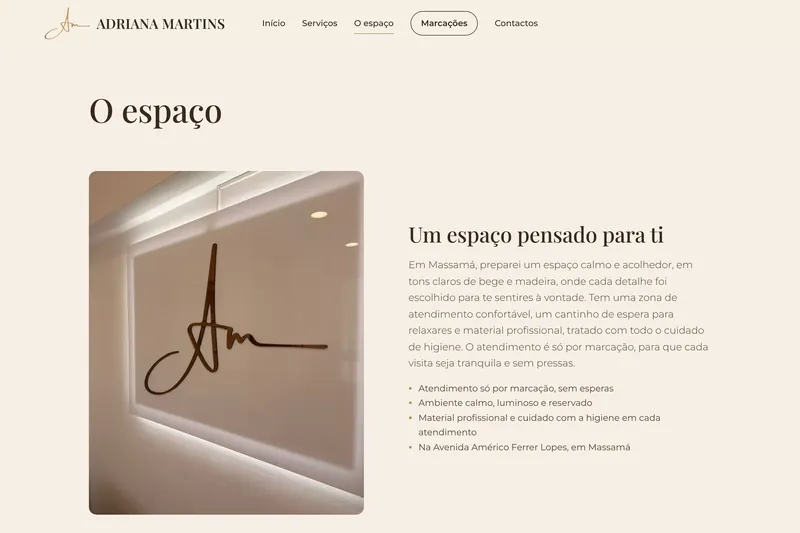 Am ADRIANA MARTINS
Início
Serviços
O espaço
Marcações
Contactos
O espaço
Am
Um espaço pensado para ti
Em Massamá, preparei um espaço calmo e acolhedor, em
tons claros de bege e madeira, onde cada detalhe foi
escolhido para te sentires à vontade. Tem uma zona de
atendimento confortável, um cantinho de espera para
relaxares e material profissional, tratado com todo o cuidado
de higiene. O atendimento é só por marcação, para que cada
visita seja tranquila e sem pressas.
Atendimento só por marcação, sem esperas
Ambiente calmo, luminoso e reservado
Material profissional e cuidado com a higiene em cada
atendimento
Na Avenida Américo Ferrer Lopes, em Massamá